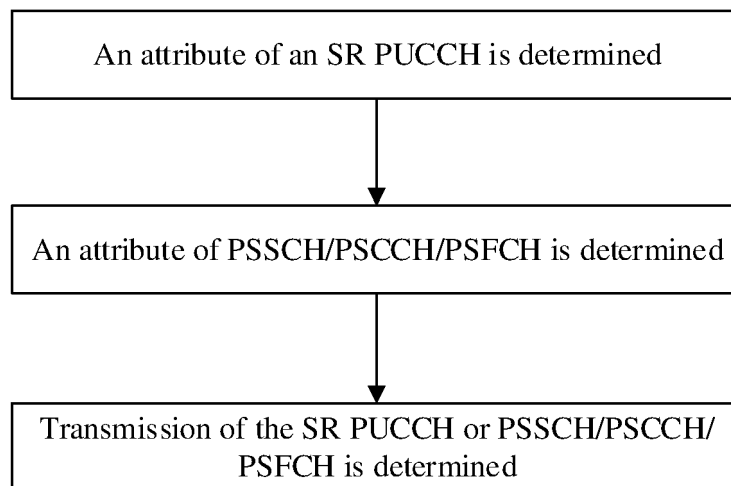 An attribute of an SR PUCCH is determined
An attribute of PSSCH/PSCCH/PSFCH is determined
Transmission of the SR PUCCH or PSSCH/PSCCH/
PSFCH is determined